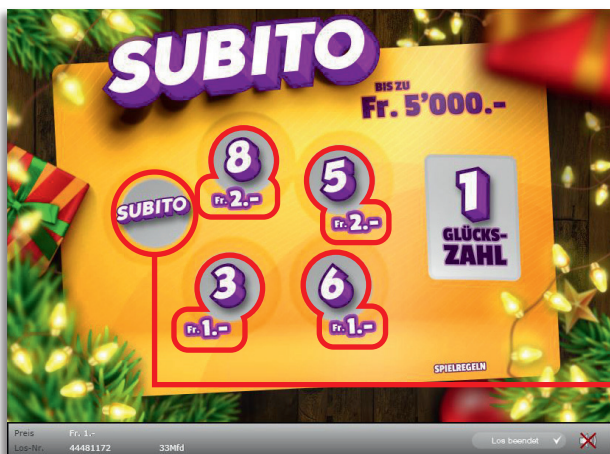 SUBITO
BIS ZU
Fr. 5'000.-
8
Fr. 2.-
5
Fr. 2.-
SUBITO
1
GLÜCKS-
ZAHL
3
Fr. 1.-
6
Fr. 1.-
SPIELREGELN
Preis Fr. 1.-
Los-Nr. 44481172 33Mfd
Los beendet